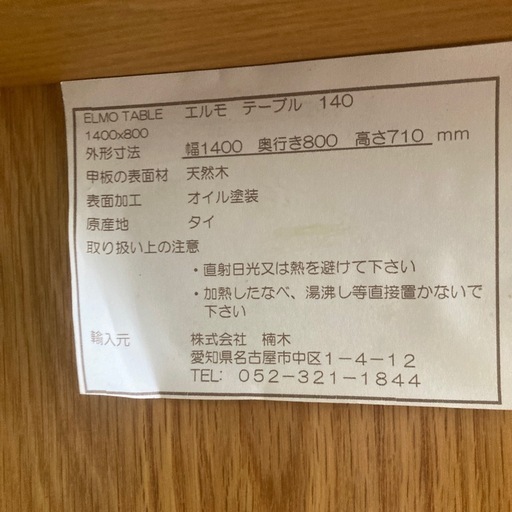 ELMO TABLE エルモ テーブル 140
1400x800
外形寸法 幅1400 奥行き800 高さ710 mm
甲板の表面材 天然木
表面加工 オイル塗装
原産地 タイ
取り扱い上の注意
・直射日光又は熱を避けて下さい
・加熱したなべ、湯沸し等直接置かないで
下さい
輸入元 株式会社 楠木
愛知県名古屋市中区1-4-12
TEL: 052-321-1844